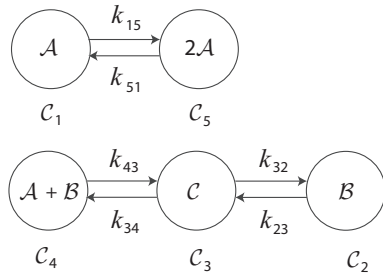 k₁₅
𝒜 2𝒜
k₅₁
𝒞₁ 𝒞₅
k₄₃ k₃₂
𝒜 + ℬ 𝒞 ℬ
k₃₄ k₂₃
𝒞₄ 𝒞₃ 𝒞₂